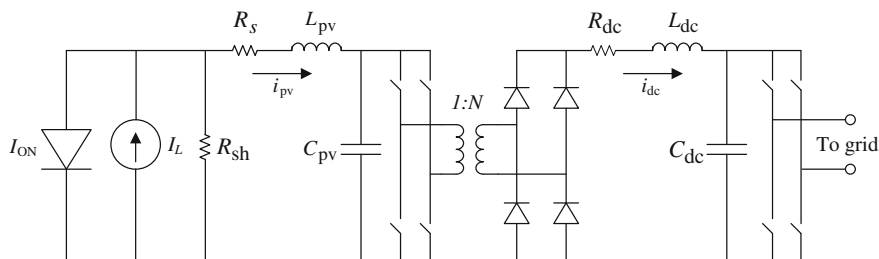 R_s
L_pv
R_dc
L_dc
i_pv
i_dc
1:N
I_ON
I_L
R_sh
C_pv
C_dc
To grid